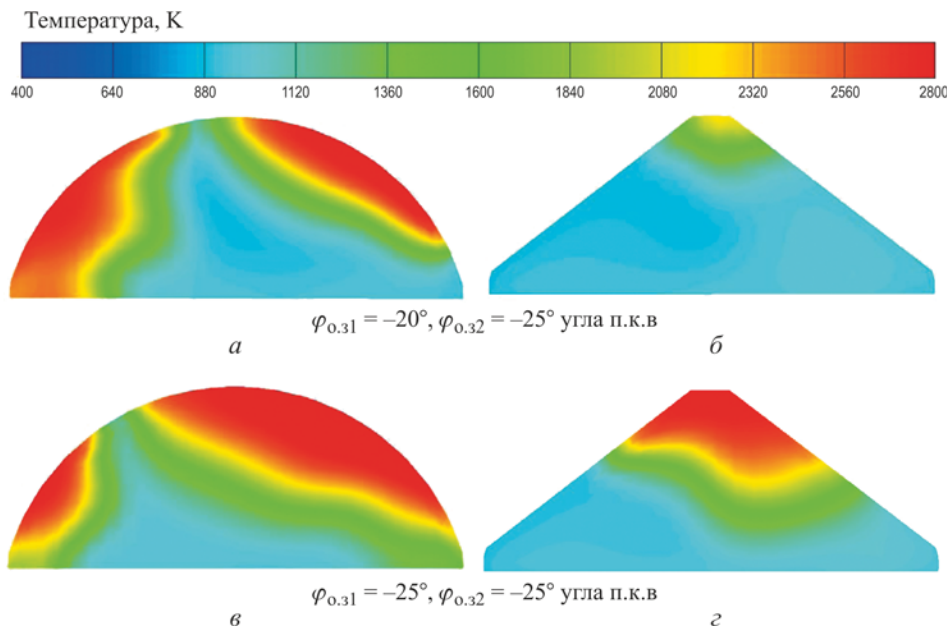 Температура, К
400 640 880 1120 1360 1600 1840 2080 2320 2560 2800
φо.з1 = –20°, φо.з2 = –25° угла п.к.в
а б
φо.з1 = –25°, φо.з2 = –25° угла п.к.в
в г